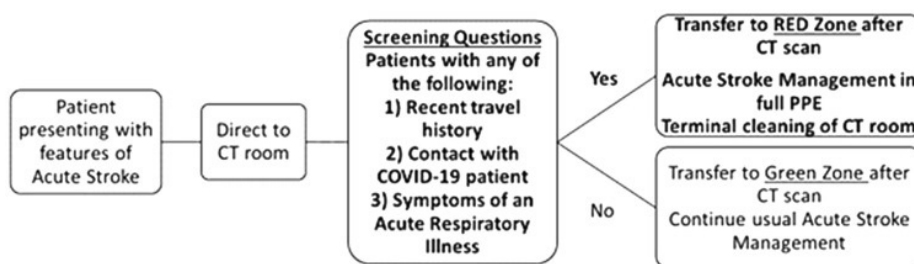 Patient
presenting with
features of
Acute Stroke
Direct to
CT room
Screening Questions
Patients with any of
the following:
1) Recent travel
history
2) Contact with
COVID-19 patient
3) Symptoms of an
Acute Respiratory
Illness
Yes
Transfer to RED Zone after
CT scan
Acute Stroke Management in
full PPE
Terminal cleaning of CT room
No
Transfer to Green Zone after
CT scan
Continue usual Acute Stroke
Management